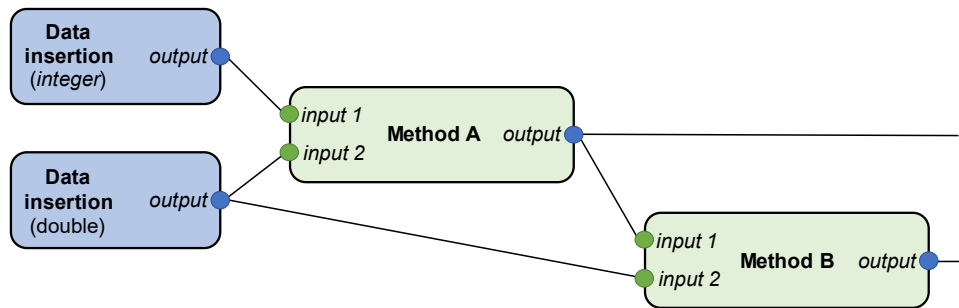 Data
insertion
(integer)
output
input 1
input 2
Method A
output
Data
insertion
(double)
output
input 1
input 2
Method B
output